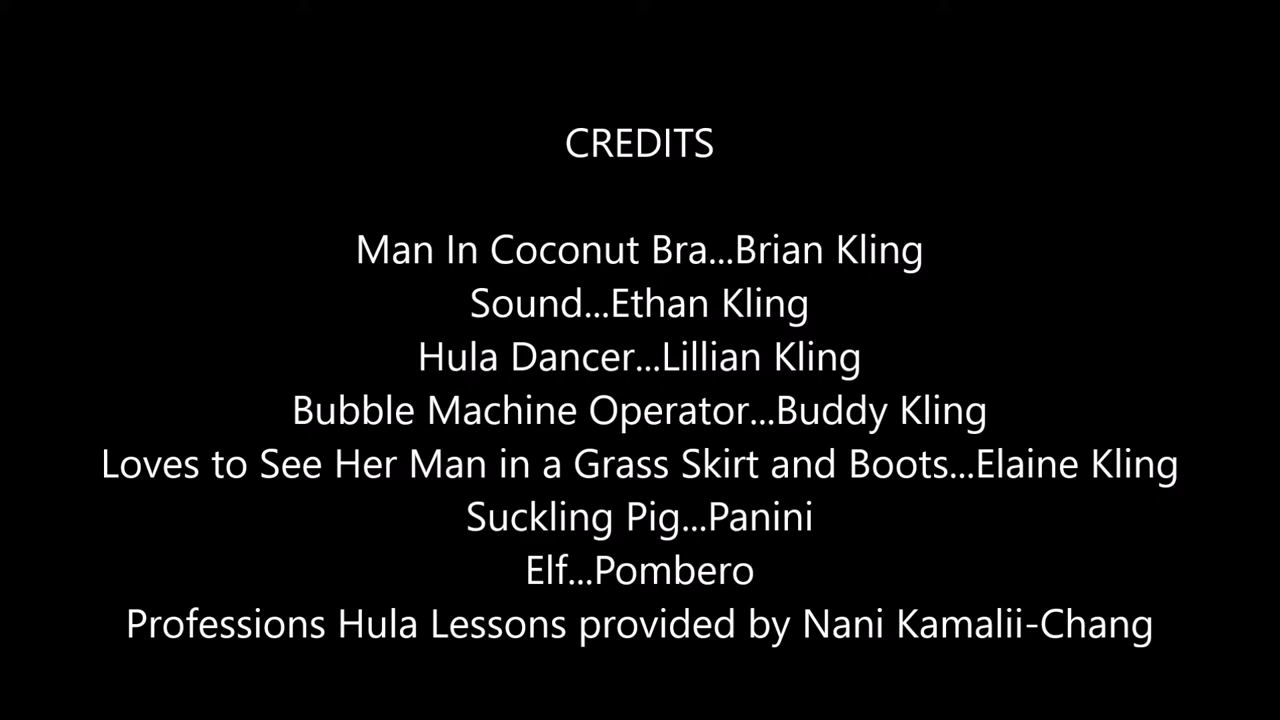 CREDITS
Man In Coconut Bra...Brian Kling
Sound...Ethan Kling
Hula Dancer...Lillian Kling
Bubble Machine Operator...Buddy Kling
Loves to See Her Man in a Grass Skirt and Boots...Elaine Kling
Suckling Pig...Panini
Elf...Pombero
Professions Hula Lessons provided by Nani Kamalii-Chang